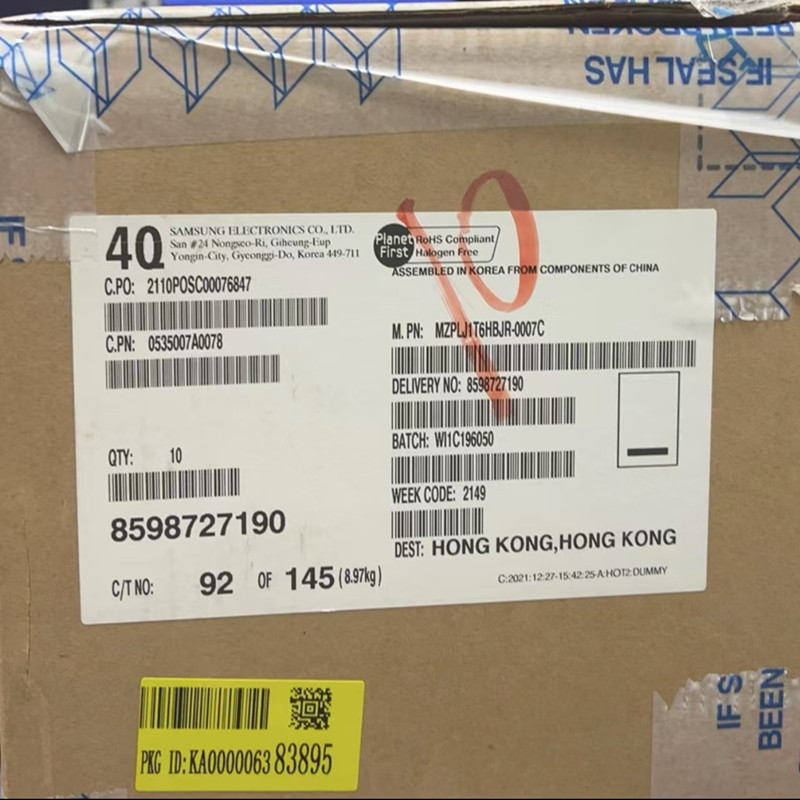 BEEN BROKEN
IF SEAL HAS
IF
4Q
SAMSUNG ELECTRONICS CO., LTD.
San #24 Nongseo-Ri, Giheung-Eup
Yongin-City, Gyeonggi-Do, Korea 449-711
Planet First
RoHS Compliant
Halogen Free
ASSEMBLED IN KOREA FROM COMPONENTS OF CHINA
10
C.PO: 2110POSC00076847
C.PN: 0535007A0078
M. PN: MZPLJ1T6HBJR-0007C
DELIVERY NO: 8598727190
BATCH: WI1C196050
QTY: 10
WEEK CODE: 2149
8598727190
DEST: HONG KONG,HONG KONG
C/T NO: 92 OF 145 (8.97kg)
C:2021:12:27-15:42:25-A:HOT2:DUMMY
PKG ID:KA0000063 83895
IF S
BEEN